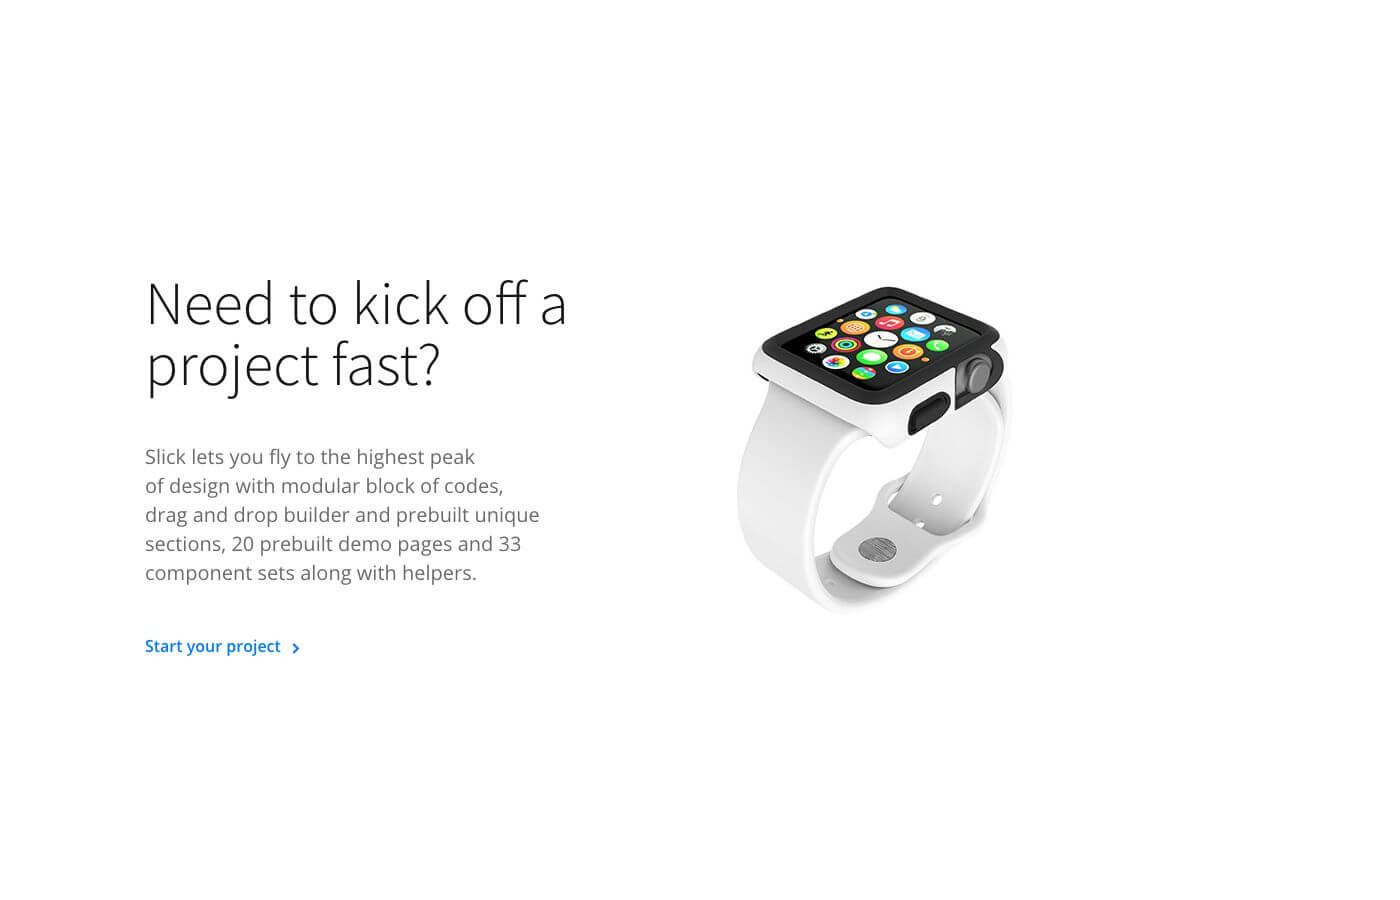 Need to kick off a
project fast?
Slick lets you fly to the highest peak
of design with modular block of codes,
drag and drop builder and prebuilt unique
sections, 20 prebuilt demo pages and 33
component sets along with helpers.
Start your project